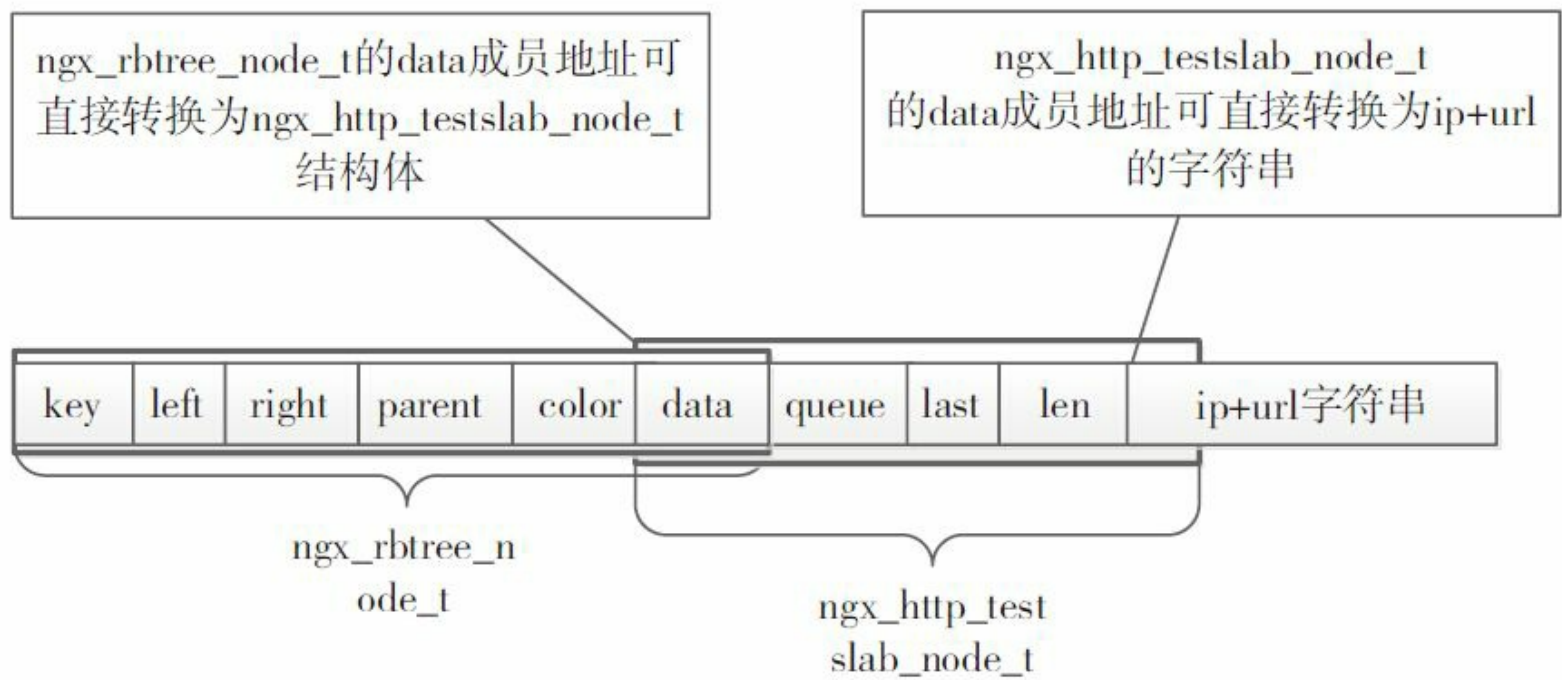 ngx_rbtree_node_t的data成员地址可
直接转换为ngx_http_testslab_node_t
结构体
ngx_http_testslab_node_t
的data成员地址可直接转换为ip+url
的字符串
key left right parent color data queue last len ip+url字符串
ngx_rbtree_n
ode_t
ngx_http_test
slab_node_t